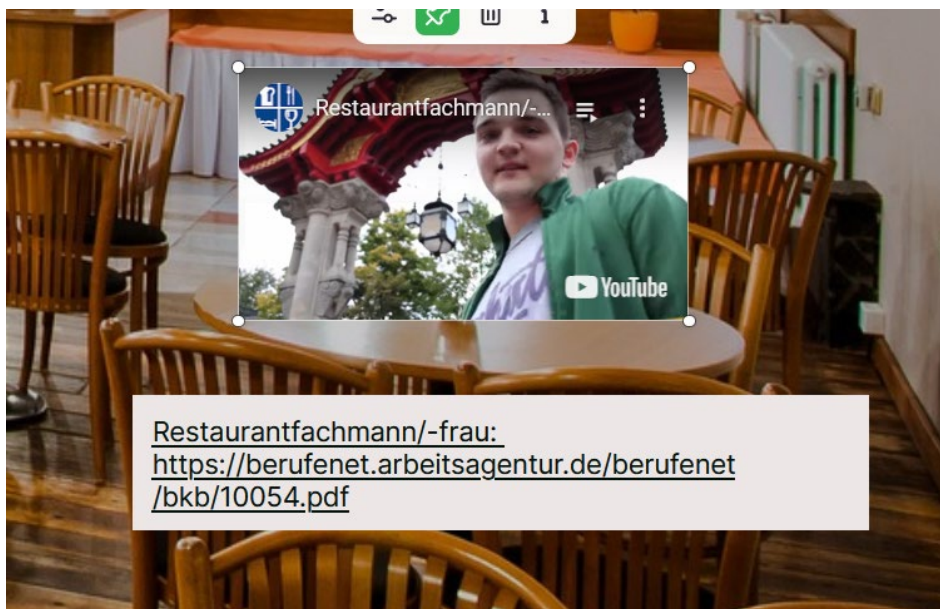 Restaurantfachmann/-...
YouTube
Restaurantfachmann/-frau:
https://berufenet.arbeitsagentur.de/berufenet
/bkb/10054.pdf